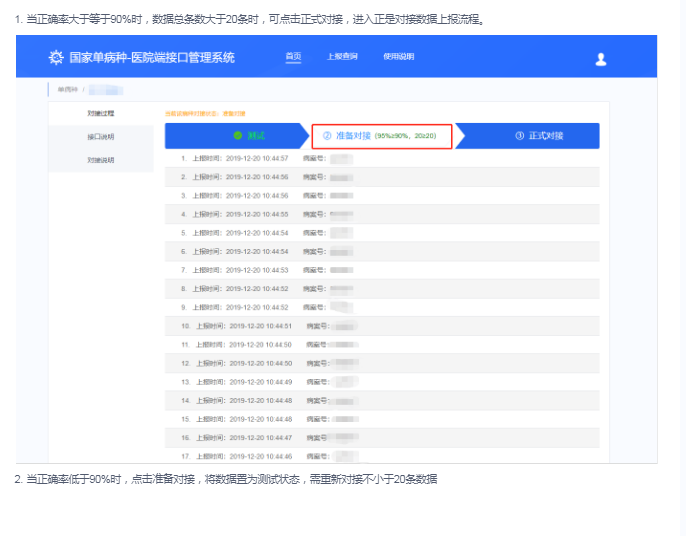 1. 当正确率大于等于90%时，数据总条数大于20条时，可点击正式对接，进入正是对接数据上报流程。
国家单病种-医院端接口管理系统 首页 上报查询 使用说明
单病种 /
对接过程
接口说明
对接说明
当前该病种对接状态：准备对接
测试 ② 准备对接 (95%≥90%, 20≥20) ③ 正式对接
1. 上报时间: 2019-12-20 10:44:57 病案号:
2. 上报时间: 2019-12-20 10:44:56 病案号:
3. 上报时间: 2019-12-20 10:44:56 病案号:
4. 上报时间: 2019-12-20 10:44:55 病案号:
5. 上报时间: 2019-12-20 10:44:54 病案号:
6. 上报时间: 2019-12-20 10:44:54 病案号:
7. 上报时间: 2019-12-20 10:44:53 病案号:
8. 上报时间: 2019-12-20 10:44:52 病案号:
9. 上报时间: 2019-12-20 10:44:52 病案号:
10. 上报时间: 2019-12-20 10:44:51 病案号:
11. 上报时间: 2019-12-20 10:44:50 病案号
12. 上报时间: 2019-12-20 10:44:50 病案号:
13. 上报时间: 2019-12-20 10:44:49 病案号:
14. 上报时间: 2019-12-20 10:44:48 病案号:
15. 上报时间: 2019-12-20 10:44:48 病案号:
16. 上报时间: 2019-12-20 10:44:47 病案号
17. 上报时间: 2019-12-20 10:44:46 病案号:
2. 当正确率低于90%时，点击准备对接，将数据置为测试状态，需重新对接不小于20条数据